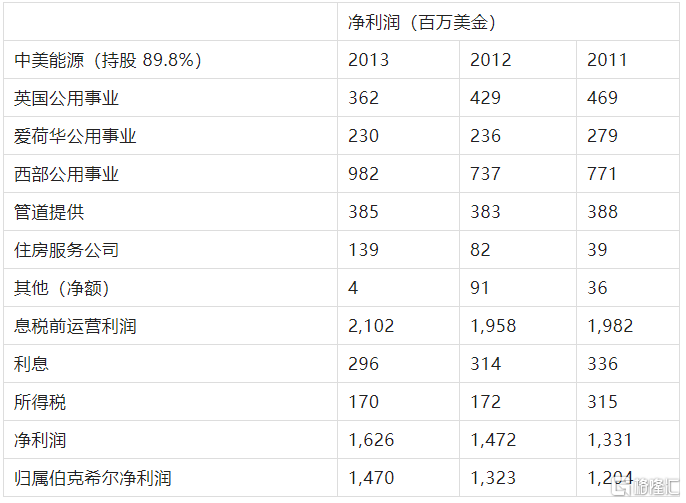 净利润（百万美金）
中美能源（持股 89.8%） 2013 2012 2011
英国公用事业 362 429 469
爱荷华公用事业 230 236 279
西部公用事业 982 737 771
管道提供 385 383 388
住房服务公司 139 82 39
其他（净额） 4 91 36
息税前运营利润 2,102 1,958 1,982
利息 296 314 336
所得税 170 172 315
净利润 1,626 1,472 1,331
归属伯克希尔净利润 1,470 1,323 1,204
格隆汇